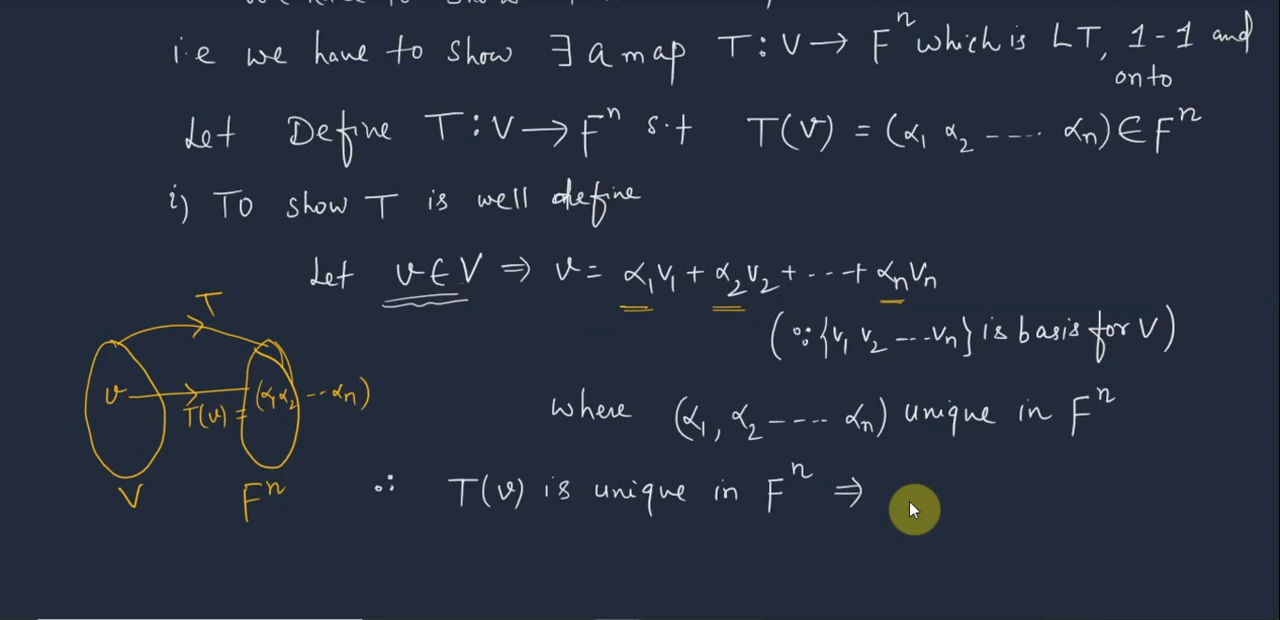 i.e we have to show ∃ a map T : V → Fⁿ which is LT, 1-1 and onto
Let Define T : V → Fⁿ s.t T(v) = (α₁ α₂ ---- αₙ) ∈ Fⁿ
i) To show T is well define
Let v ∈ V ⇒ v = α₁v₁ + α₂v₂ + ··· + αₙvₙ
(∵ {v₁ v₂ --- vₙ} is basis for V)
where (α₁, α₂ ---- αₙ) unique in Fⁿ
∴ T(v) is unique in Fⁿ ⇒
T
v
T(v) = (α₁ α₂ --- αₙ)
V
Fⁿ